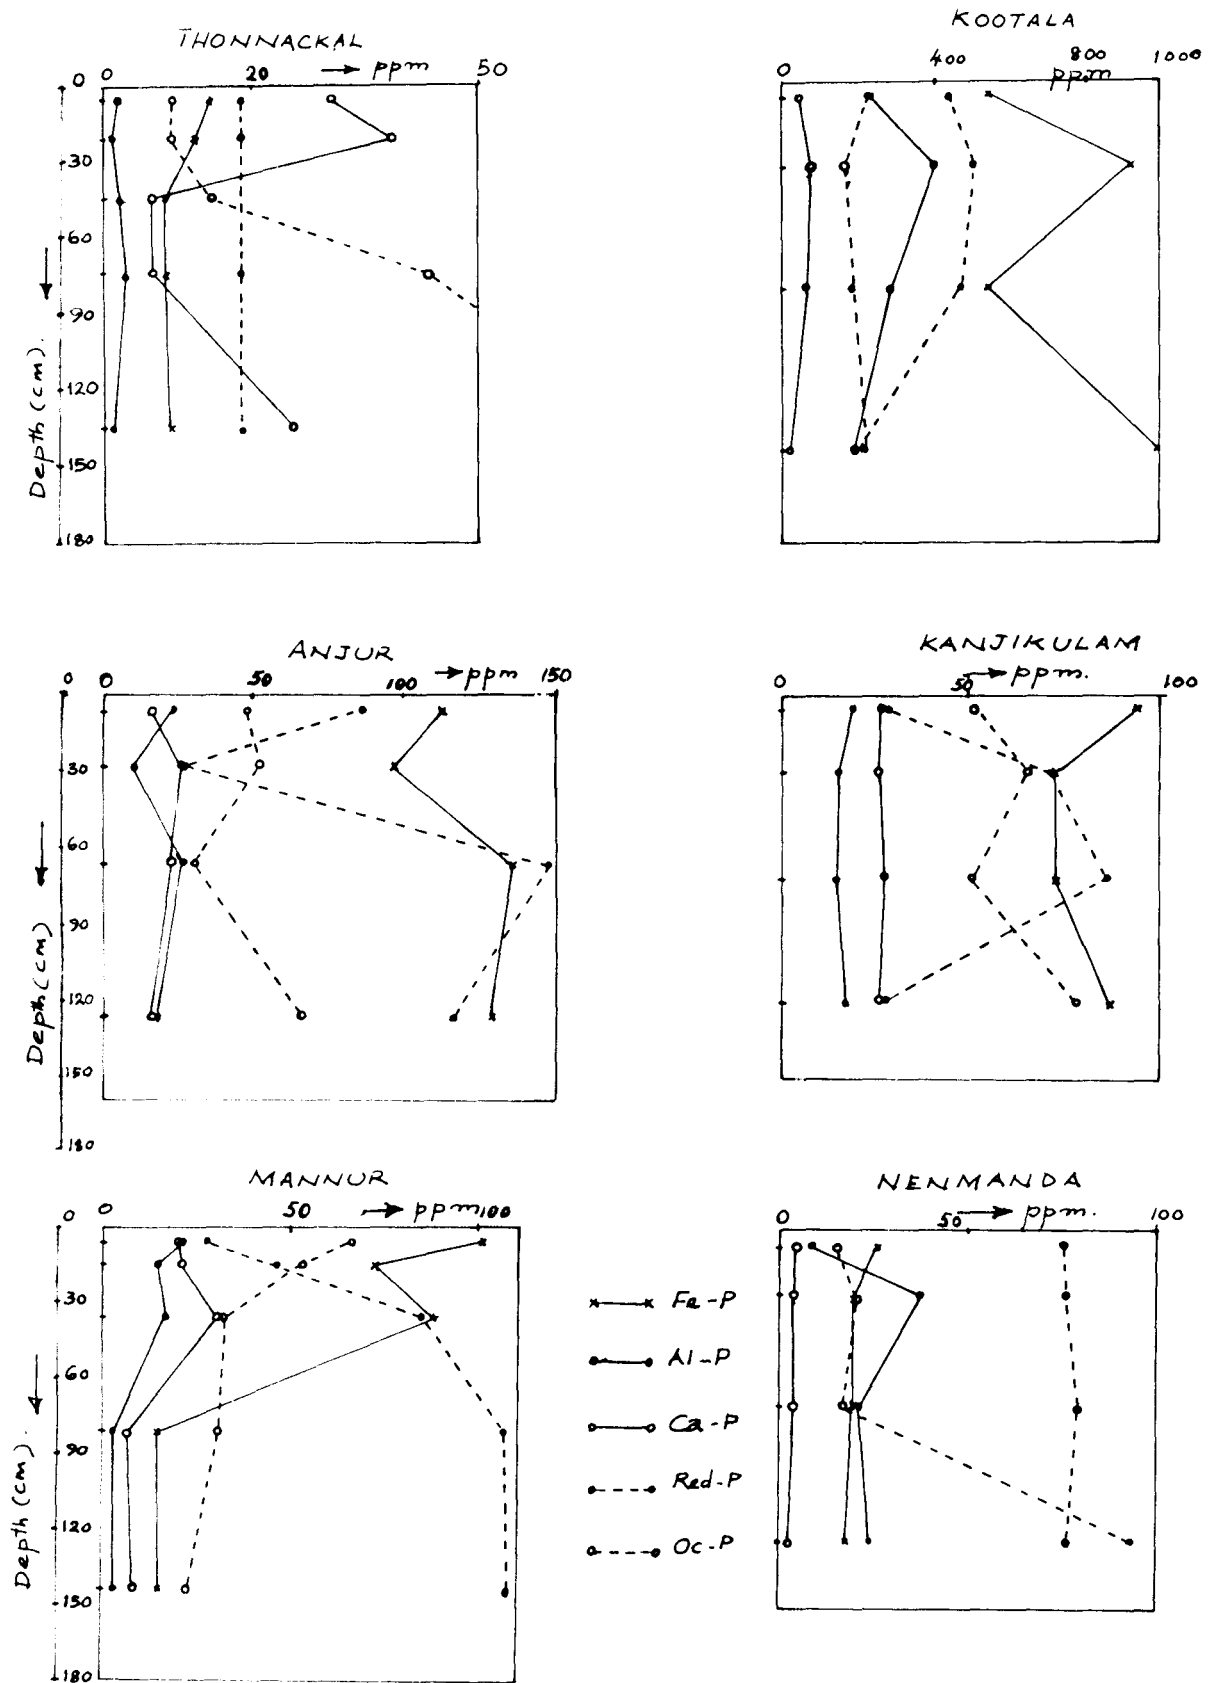 THONNACKAL
0 0 20 → ppm 50
30
60
90
120
150
180
Depth (cm).
KOOTALA
0 400 800 1000
ppm
ANJUR
0 0 50 100 → ppm 150
30
60
90
120
150
180
Depth (cm)
KANJIKULAM
0 50 → ppm. 100
MANNUR
0 0 50 → ppm 100
30
60
90
120
150
180
Depth (cm).
NENMANDA
0 50 → ppm. 100
Fe-P
Al-P
Ca-P
Red-P
Oc-P